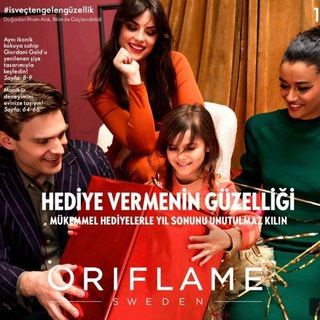 #isveçtengelengüzellik
Doğadan İlham Aldı. Bilim ile Güçlendirildi.
1
Aynı ikonik
kokuya sahip
Giordani Gold'u
yenilenen şişe
tasarımıyla
keşfedin!
Sayfa: 8-9
Manikür
deneyimini
evinize taşıyın!
Sayfa: 64-65
HEDİYE VERMENİN GÜZELLİĞİ
MÜKEMMEL HEDİYELERLE YIL SONUNU UNUTULMAZ KILIN
ORIFLAME
SWEDEN